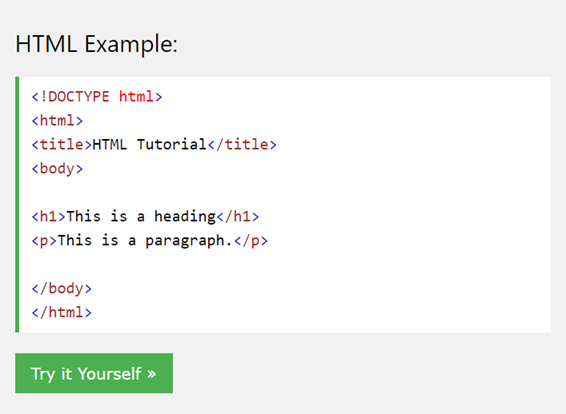 HTML Example:
<!DOCTYPE html>
<html>
<title>HTML Tutorial</title>
<body>
<h1>This is a heading</h1>
<p>This is a paragraph.</p>
</body>
</html>
Try it Yourself »